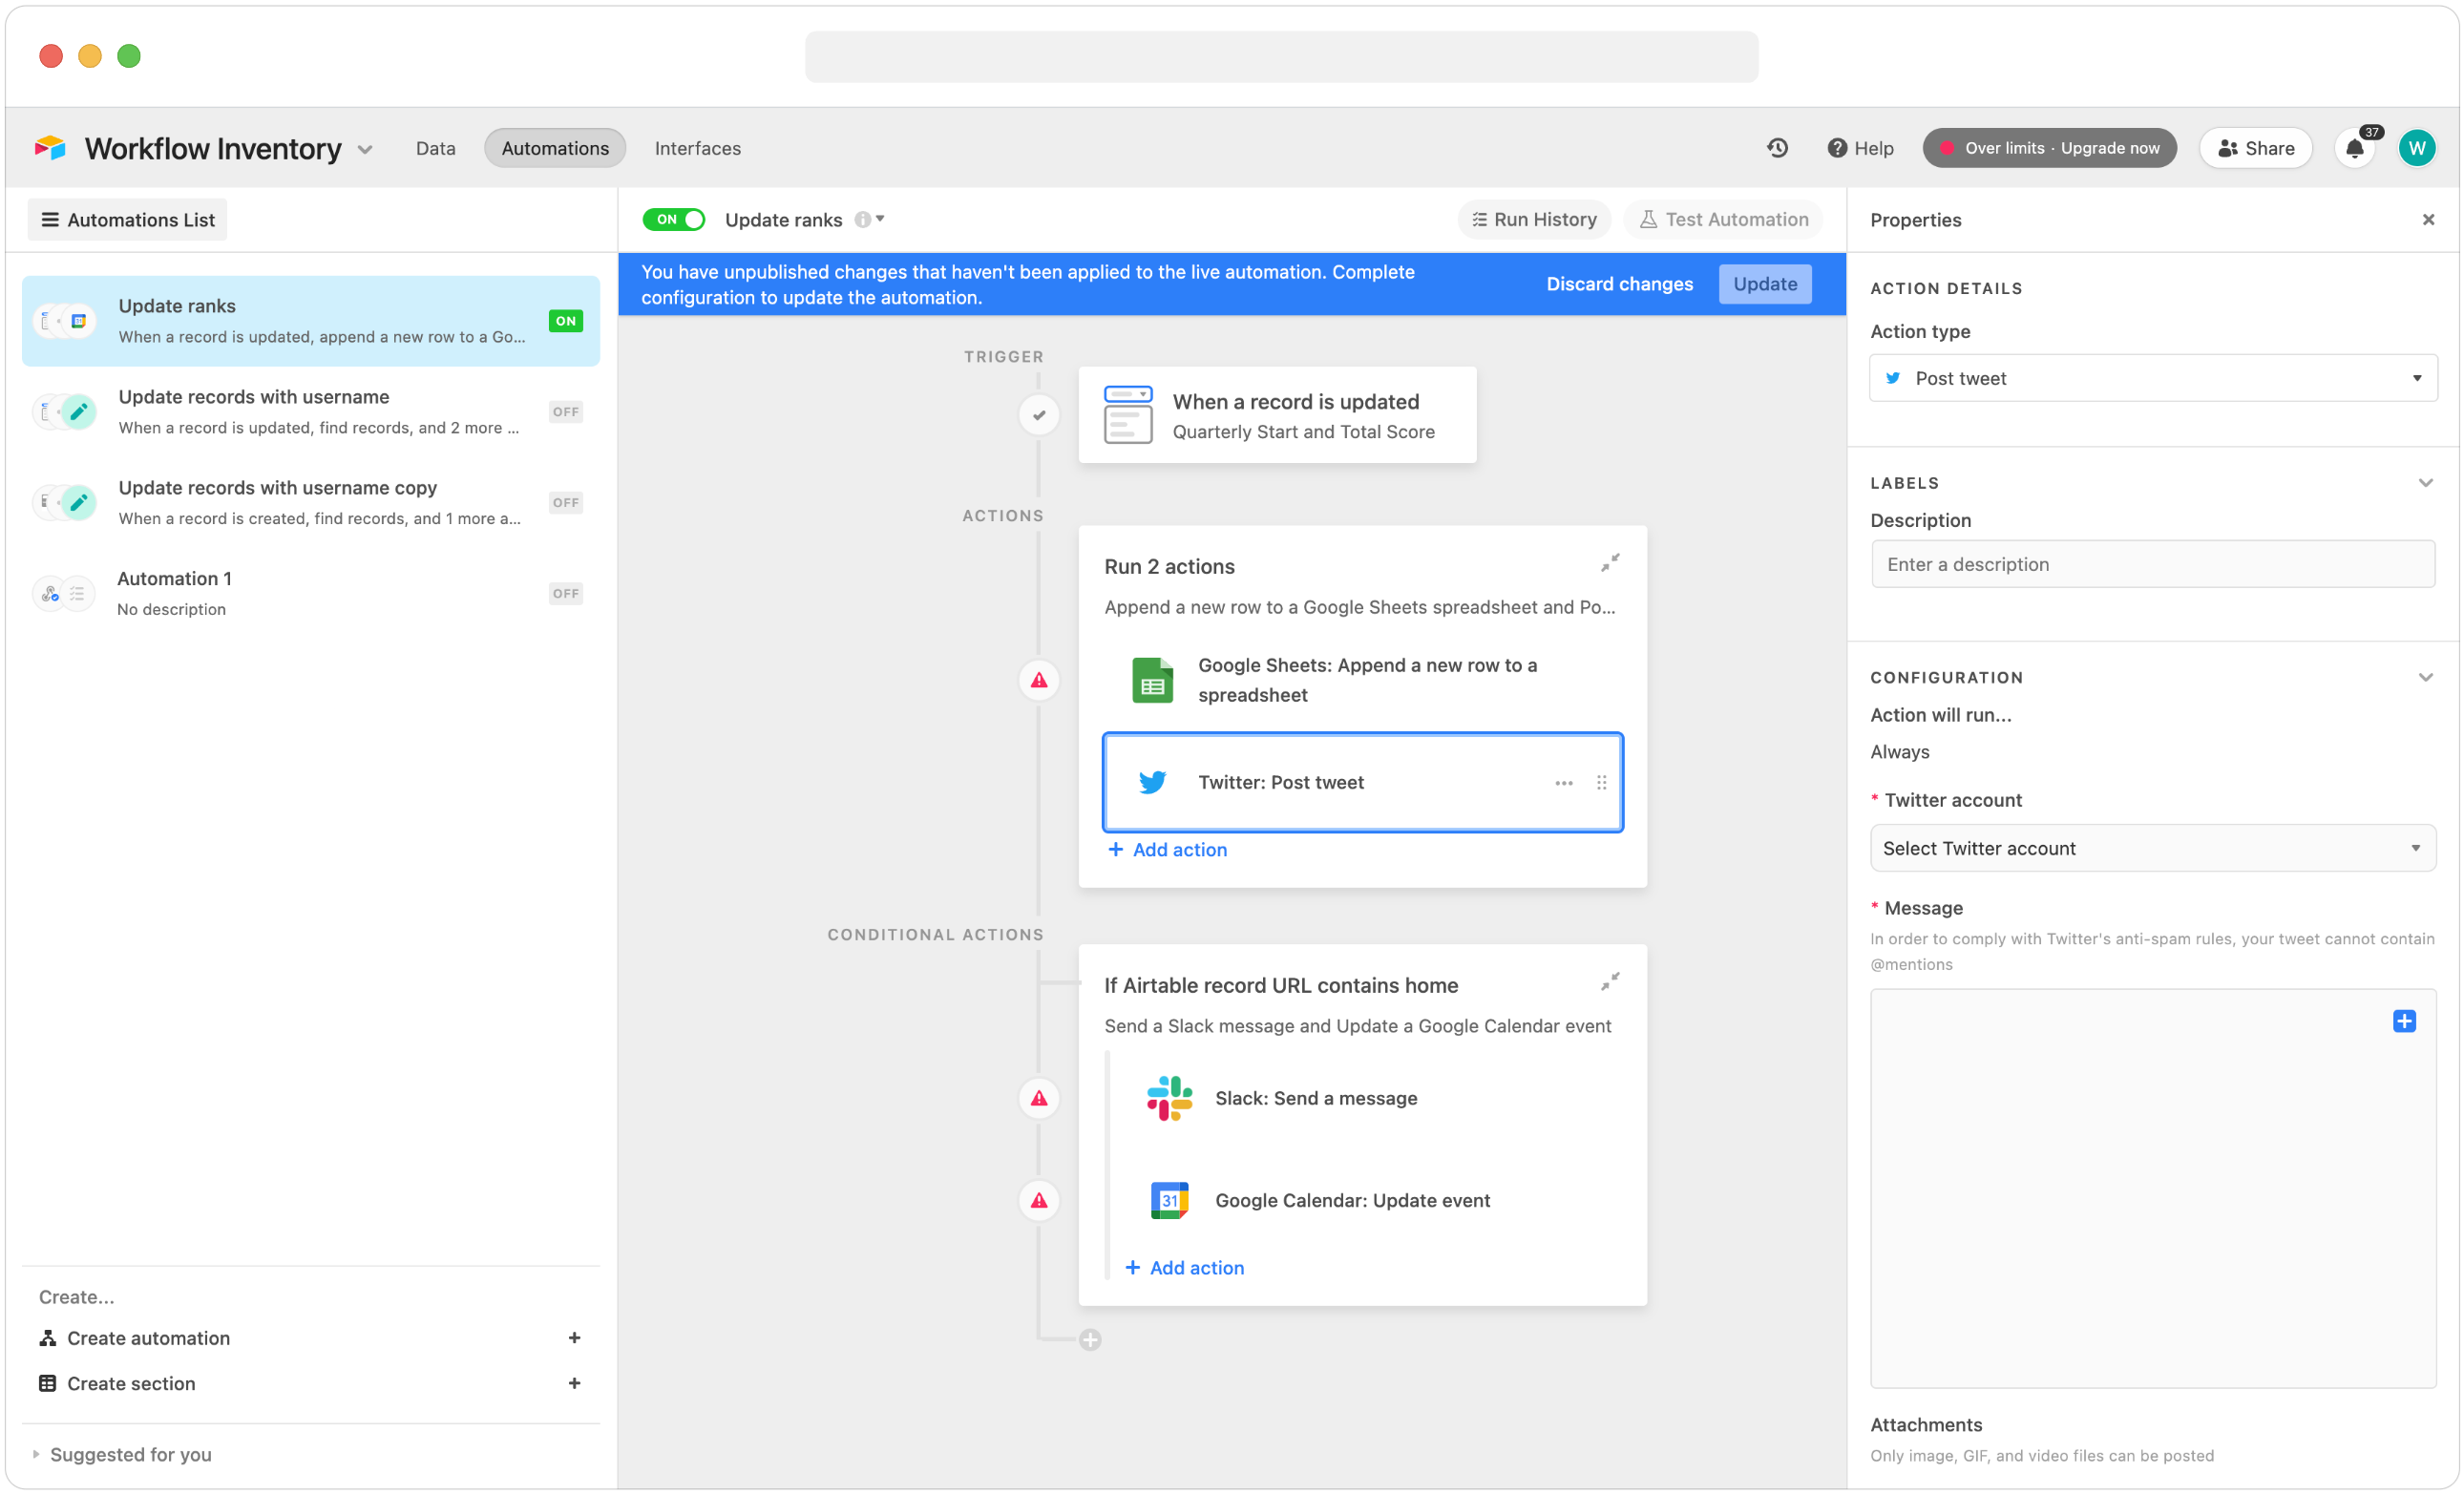 Workflow Inventory
Data
Automations
Interfaces
Help
Over limits · Upgrade now
Share
37
W
Automations List
Update ranks
When a record is updated, append a new row to a Go...
ON
Update records with username
When a record is updated, find records, and 2 more ...
OFF
Update records with username copy
When a record is created, find records, and 1 more a...
OFF
Automation 1
No description
OFF
Create...
Create automation
Create section
Suggested for you
ON
Update ranks
Run History
Test Automation
You have unpublished changes that haven't been applied to the live automation. Complete
configuration to update the automation.
Discard changes
Update
TRIGGER
When a record is updated
Quarterly Start and Total Score
ACTIONS
Run 2 actions
Append a new row to a Google Sheets spreadsheet and Po...
Google Sheets: Append a new row to a
spreadsheet
Twitter: Post tweet
+ Add action
CONDITIONAL ACTIONS
If Airtable record URL contains home
Send a Slack message and Update a Google Calendar event
Slack: Send a message
31
Google Calendar: Update event
+ Add action
Properties
ACTION DETAILS
Action type
Post tweet
LABELS
Description
Enter a description
CONFIGURATION
Action will run...
Always
* Twitter account
Select Twitter account
* Message
In order to comply with Twitter's anti-spam rules, your tweet cannot contain
@mentions
Attachments
Only image, GIF, and video files can be posted